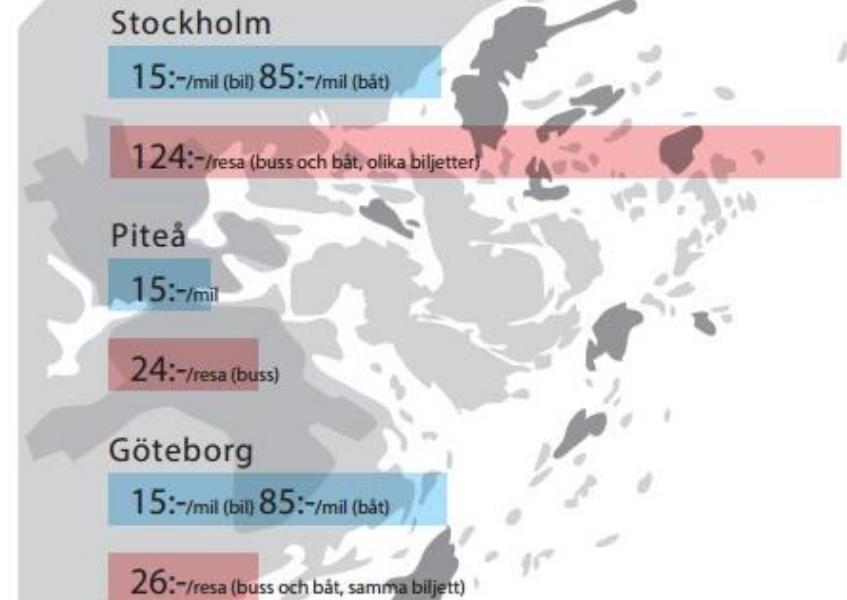 Stockholm
15:-/mil (bil) 85:-/mil (båt)
124:-/resa (buss och båt, olika biljetter)
Piteå
15:-/mil
24:-/resa (buss)
Göteborg
15:-/mil (bil) 85:-/mil (båt)
26:-/resa (buss och båt, samma biljett)